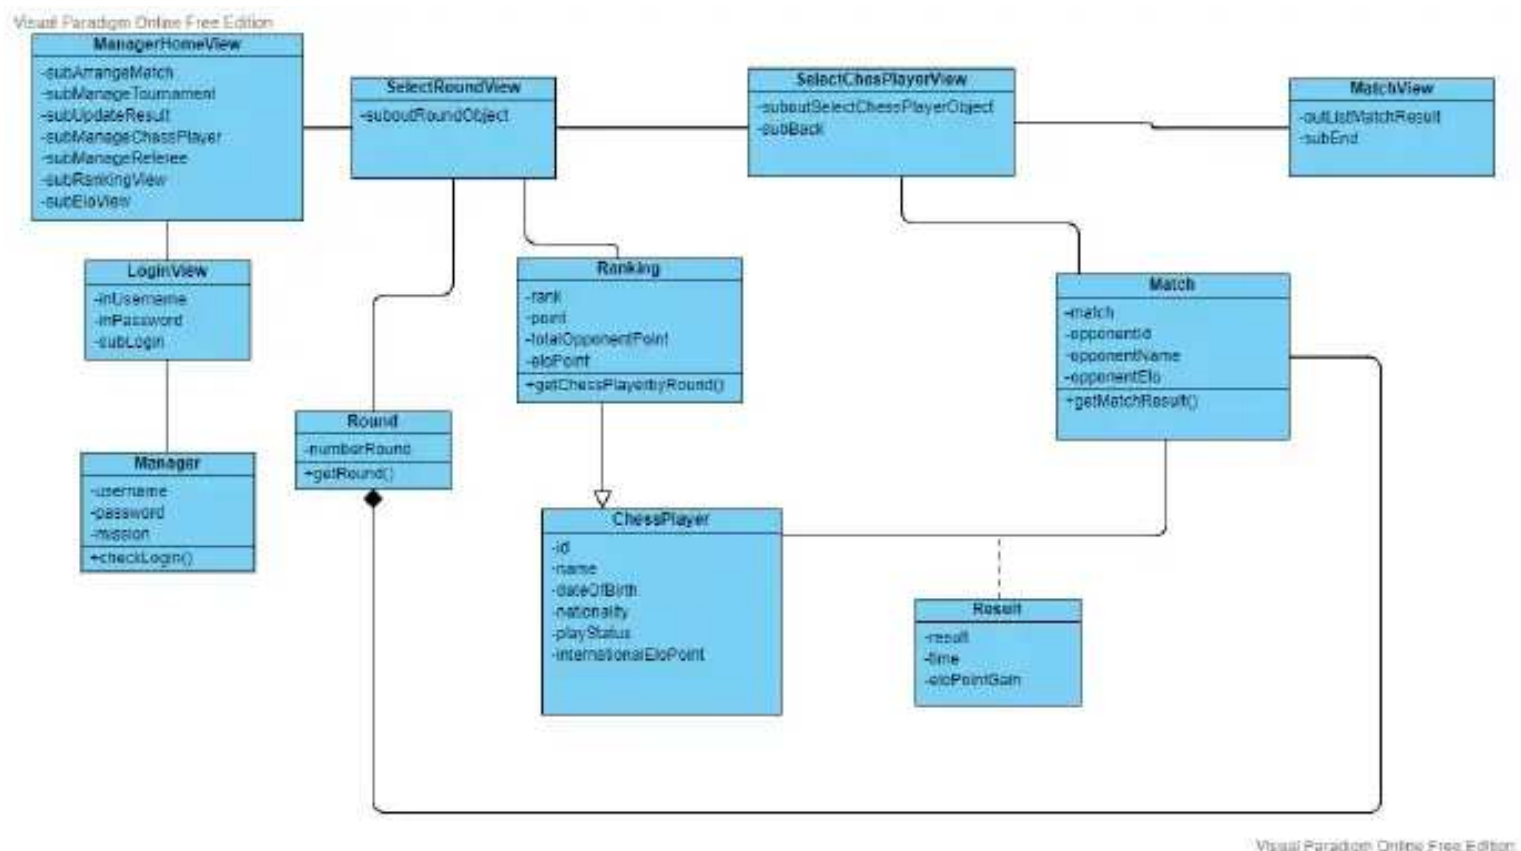 Visual Paradigm Online Free Edition
ManagerHomeView
-subArrangeMatch
-subManageTournament
-subUpdateResult
-subManageChessPlayer
-subManageReferee
-subRankingView
-subEloView
SelectRoundView
-suboutRoundObject
SelectChesPlayerView
-suboutSelectChessPlayerObject
-subBack
MatchView
-outListMatchResult
-subEnd
LoginView
-inUsername
-inPassword
-subLogin
Ranking
-rank
-point
-totalOpponentPoint
-eloPoint
+getChessPlayerbyRound()
Match
-match
-opponentId
-opponentName
-opponentElo
+getMatchResult()
Round
-numberRound
+getRound()
Manager
-username
-password
-mission
+checkLogin()
ChessPlayer
-id
-name
-dateOfBirth
-nationality
-playStatus
-internationalEloPoint
Result
-result
-time
-eloPointGain
Visual Paradigm Online Free Edition